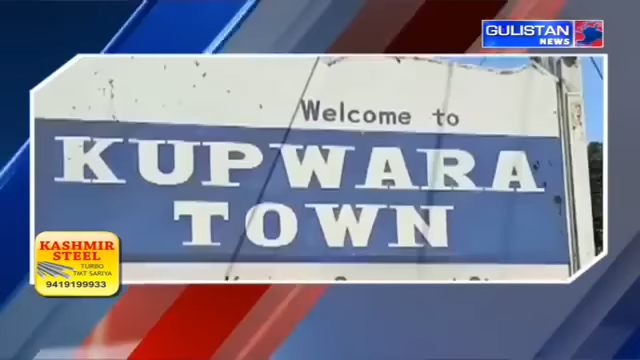 GULISTAN
NEWS
Welcome to
KUPWARA
TOWN
KASHMIR
STEEL
TURBO
TMT SARIYA
9419199933